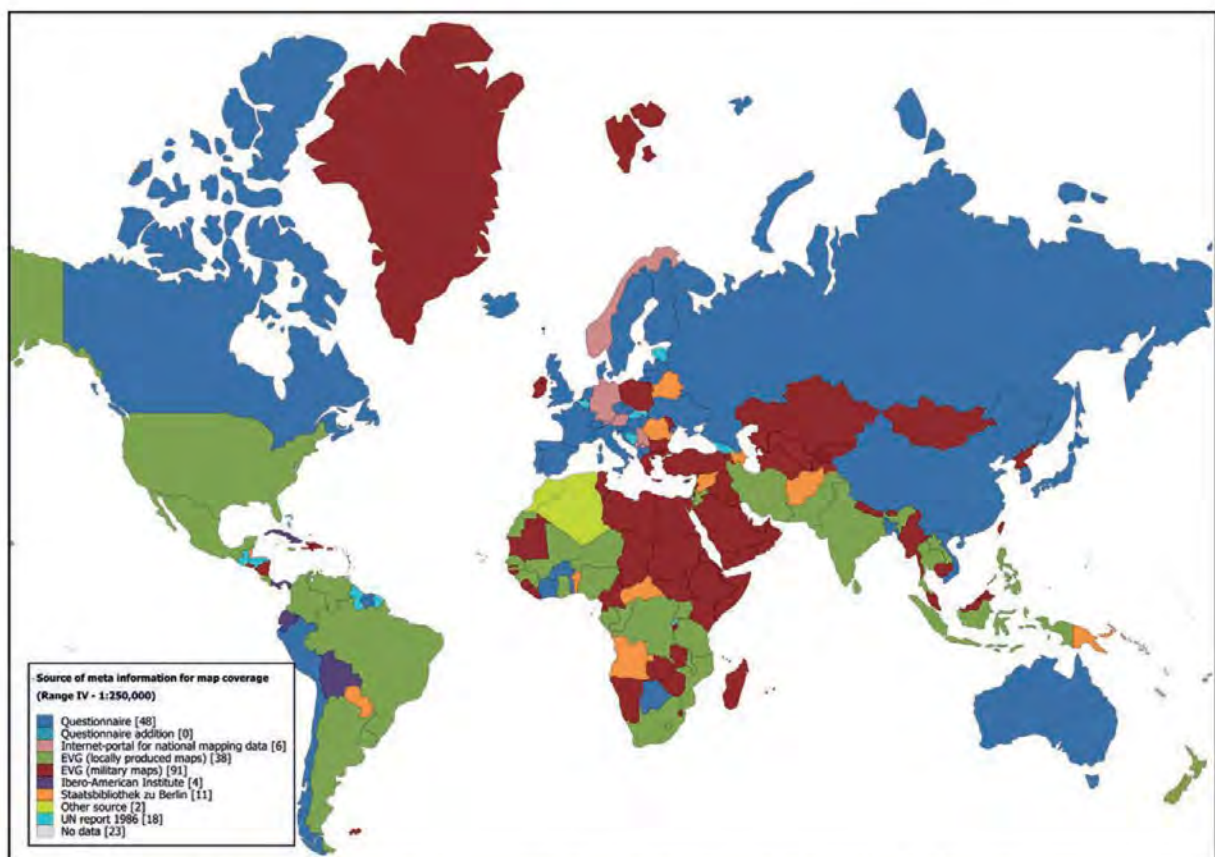 Source of meta information for map coverage
(Range IV - 1:250,000)
Questionnaire [48]
Questionnaire addition [0]
Internet-portal for national mapping data [6]
EVG (locally produced maps) [38]
EVG (military maps) [91]
Ibero-American Institute [4]
Staatsbibliothek zu Berlin [11]
Other source [2]
UN report 1986 [18]
No data [23]